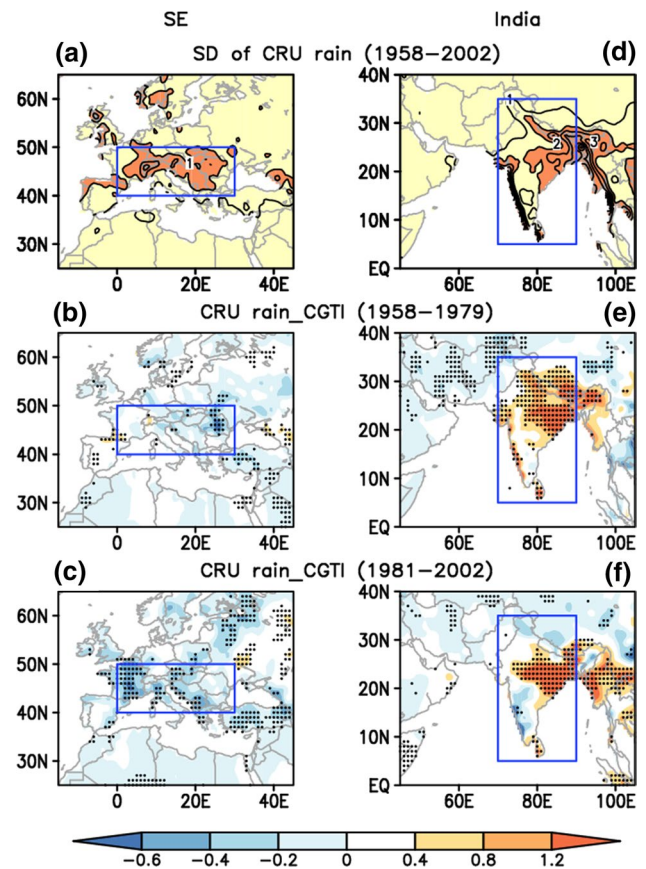 SE India
(a) SD of CRU rain (1958−2002) (d)
60N
50N
40N
30N
1
0 20E 40E
40N
30N
20N
10N
EQ
1
2
3
60E 80E 100E
(b) CRU rain_CGTI (1958−1979) (e)
60N
50N
40N
30N
0 20E 40E
40N
30N
20N
10N
EQ
60E 80E 100E
(c) CRU rain_CGTI (1981−2002) (f)
60N
50N
40N
30N
0 20E 40E
40N
30N
20N
10N
EQ
60E 80E 100E
−0.6 −0.4 −0.2 0 0.4 0.8 1.2